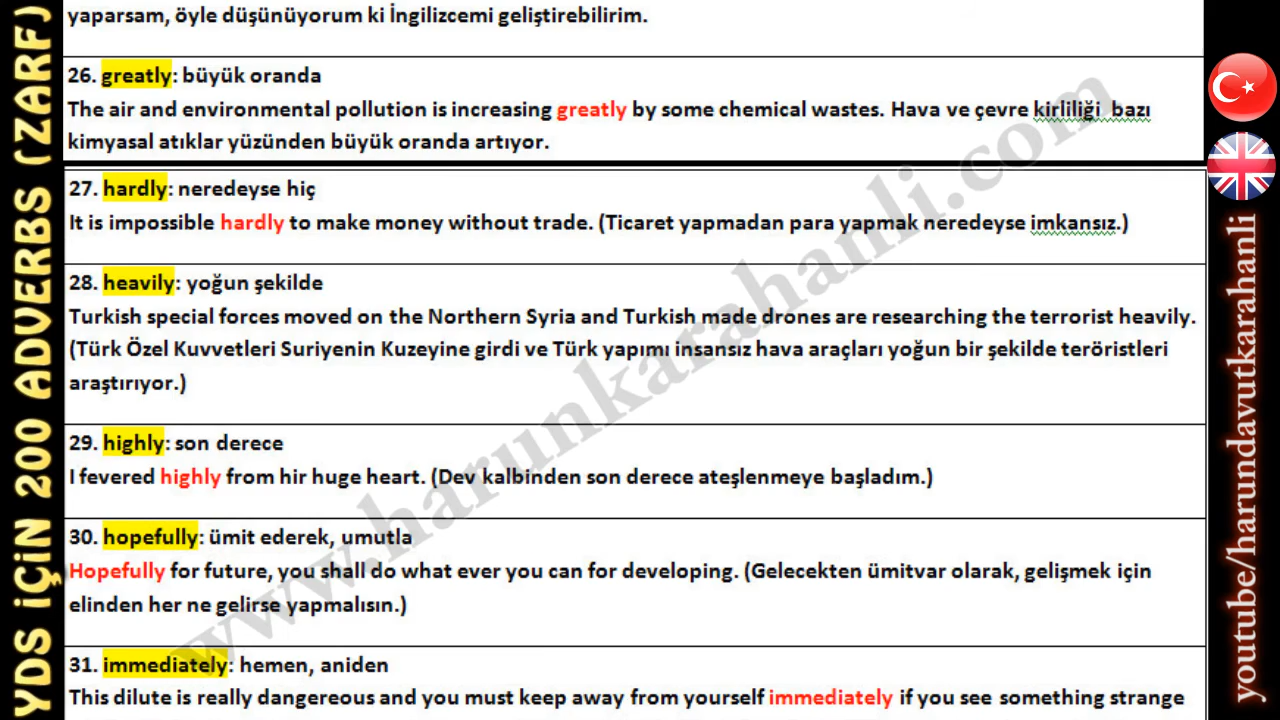 YDS iÇiN 200 ADVERBS (ZARF)
yaparsam, öyle düşünüyorum ki İngilizcemi geliştirebilirim.
26. greatly: büyük oranda
The air and environmental pollution is increasing greatly by some chemical wastes. Hava ve çevre kirliliği bazı
kimyasal atıklar yüzünden büyük oranda artıyor.
27. hardly: neredeyse hiç
It is impossible hardly to make money without trade. (Ticaret yapmadan para yapmak neredeyse imkansız.)
28. heavily: yoğun şekilde
Turkish special forces moved on the Northern Syria and Turkish made drones are researching the terrorist heavily.
(Türk Özel Kuvvetleri Suriyenin Kuzeyine girdi ve Türk yapımı insansız hava araçları yoğun bir şekilde teröristleri
araştırıyor.)
29. highly: son derece
I fevered highly from hir huge heart. (Dev kalbinden son derece ateşlenmeye başladım.)
30. hopefully: ümit ederek, umutla
Hopefully for future, you shall do what ever you can for developing. (Gelecekten ümitvar olarak, gelişmek için
elinden her ne gelirse yapmalısın.)
31. immediately: hemen, aniden
This dilute is really dangereous and you must keep away from yourself immediately if you see something strange
www.harunkarahanli.com
youtube/harundavutkarahanli